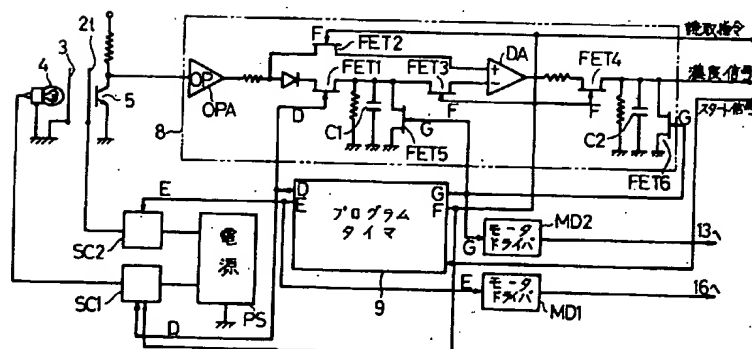 3
21
4
5
8
OP
OPA
F
FET2
FET1
D
C1
FET3
F
G
FET5
DA
+
−
FET4
F
C2
G
FET6
読取指令
濃度信号
スタート信号
E
D
E
プログラム
タイマ
G
F
9
SC2
SC1
電源
PS
D
G
モータ
ドライバ
MD2
13へ
E
モータ
ドライバ
MD1
16へ